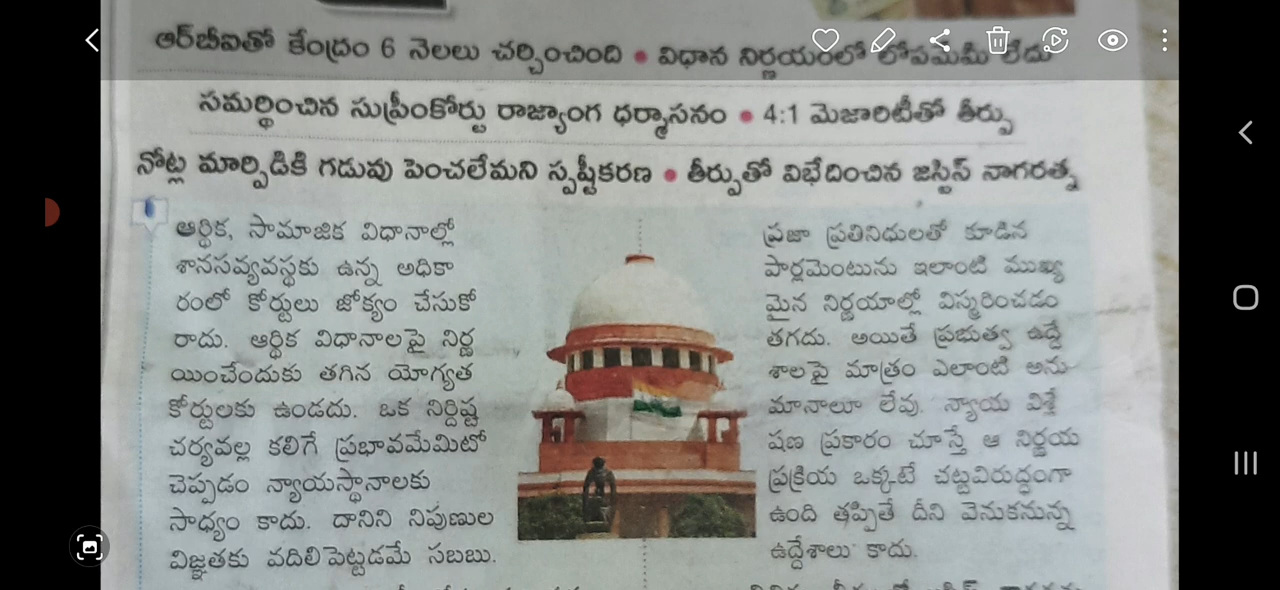 ఆర్‌బీఐతో కేంద్రం 6 నెలలు చర్చించింది • విధాన నిర్ణయంలో లోపమేమీ లేదు
సమర్థించిన సుప్రీంకోర్టు రాజ్యాంగ ధర్మాసనం • 4:1 మెజారిటీతో తీర్పు
నోట్ల మార్పిడికి గడువు పెంచలేమని స్పష్టీకరణ • తీర్పుతో విభేదించిన జస్టిస్ నాగరత్న
ఆర్థిక, సామాజిక విధానాల్లో
శాసనవ్యవస్థకు ఉన్న అధికా
రంలో కోర్టులు జోక్యం చేసుకో
రాదు. ఆర్థిక విధానాలపై నిర్ణ
యించేందుకు తగిన యోగ్యత
కోర్టులకు ఉండదు. ఒక నిర్దిష్ట
చర్యవల్ల కలిగే ప్రభావమేమిటో
చెప్పడం న్యాయస్థానాలకు
సాధ్యం కాదు. దానిని నిపుణుల
విజ్ఞతకు వదిలిపెట్టడమే సబబు.
ప్రజా ప్రతినిధులతో కూడిన
పార్లమెంటును ఇలాంటి ముఖ్య
మైన నిర్ణయాల్లో విస్మరించడం
తగదు. అయితే ప్రభుత్వ ఉద్దే
శాలపై మాత్రం ఎలాంటి అను
మానాలూ లేవు. న్యాయ విశ్లే
షణ ప్రకారం చూస్తే ఆ నిర్ణయ
ప్రక్రియ ఒక్కటే చట్టవిరుద్ధంగా
ఉంది తప్పితే దీని వెనుకనున్న
ఉద్దేశాలు కాదు.